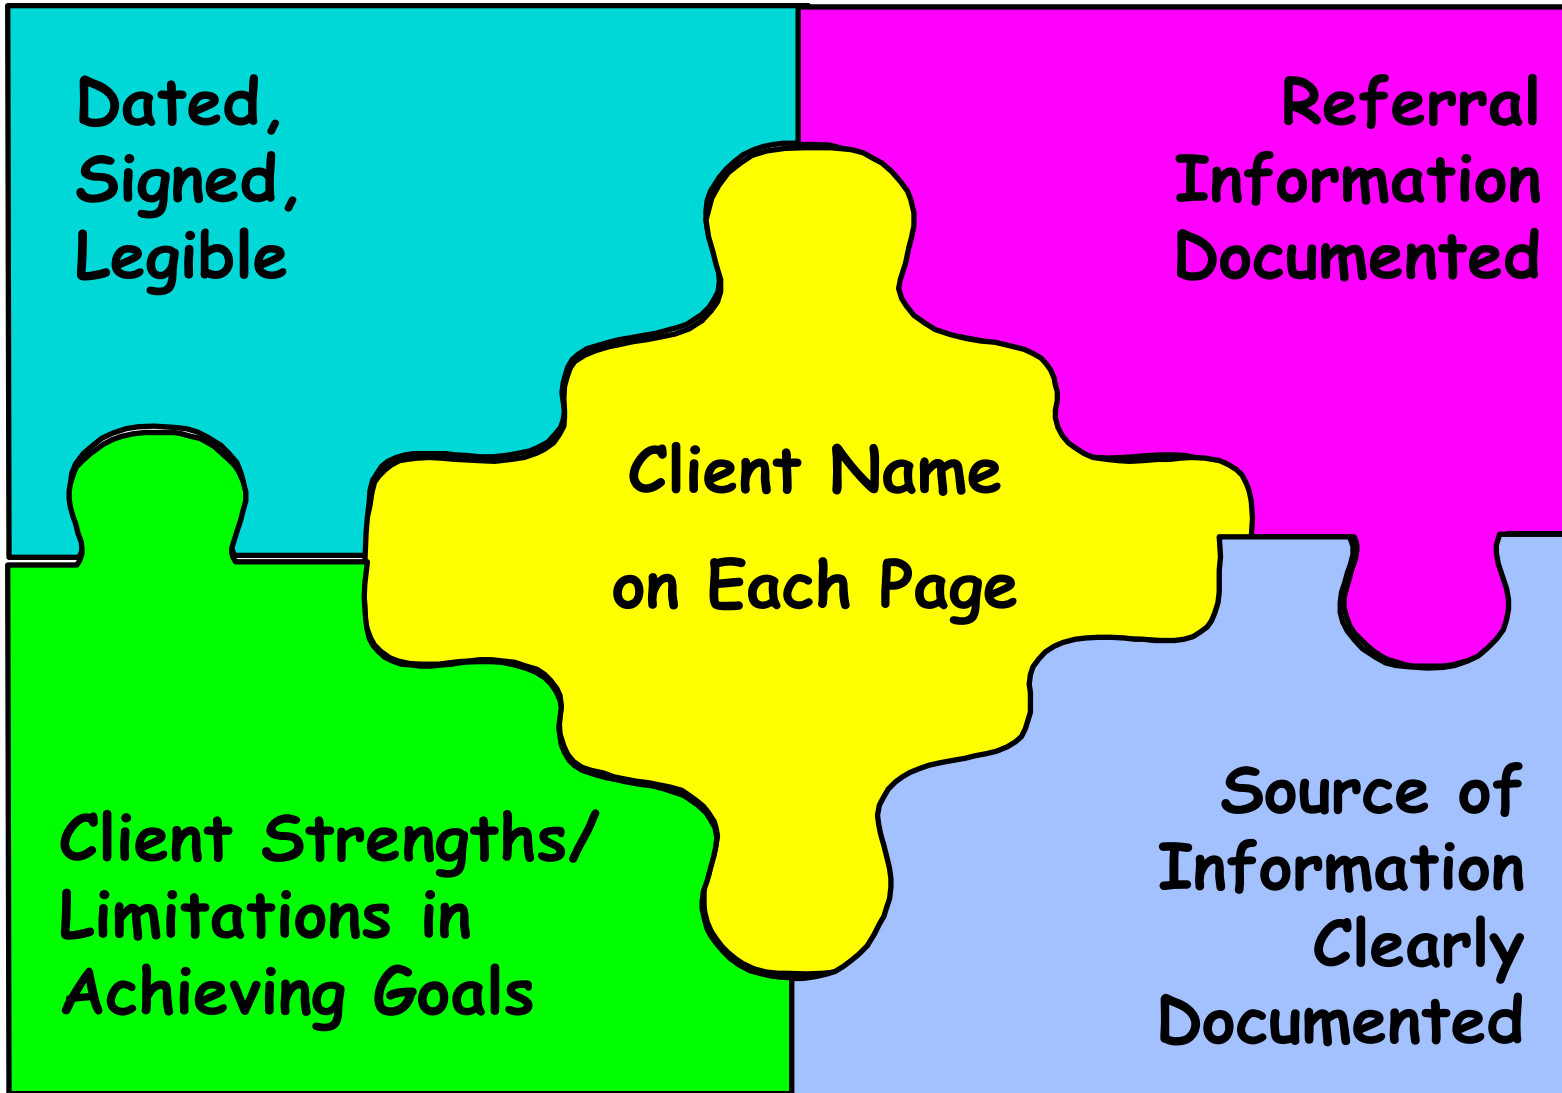 Dated,
Signed,
Legible
Referral
Information
Documented
Client Name
on Each Page
Client Strengths/
Limitations in
Achieving Goals
Source of
Information
Clearly
Documented